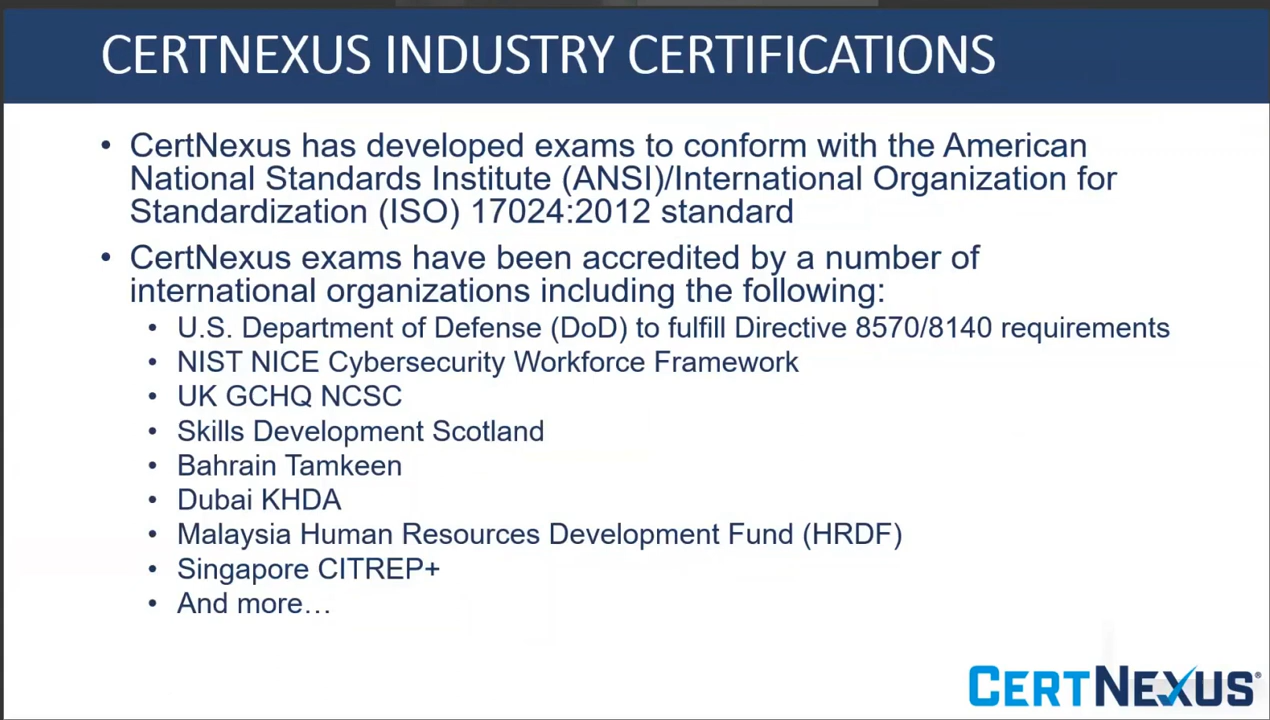 CERTNEXUS INDUSTRY CERTIFICATIONS
• CertNexus has developed exams to conform with the American
National Standards Institute (ANSI)/International Organization for
Standardization (ISO) 17024:2012 standard
• CertNexus exams have been accredited by a number of
international organizations including the following:
• U.S. Department of Defense (DoD) to fulfill Directive 8570/8140 requirements
• NIST NICE Cybersecurity Workforce Framework
• UK GCHQ NCSC
• Skills Development Scotland
• Bahrain Tamkeen
• Dubai KHDA
• Malaysia Human Resources Development Fund (HRDF)
• Singapore CITREP+
• And more…
CERTNEXUS®